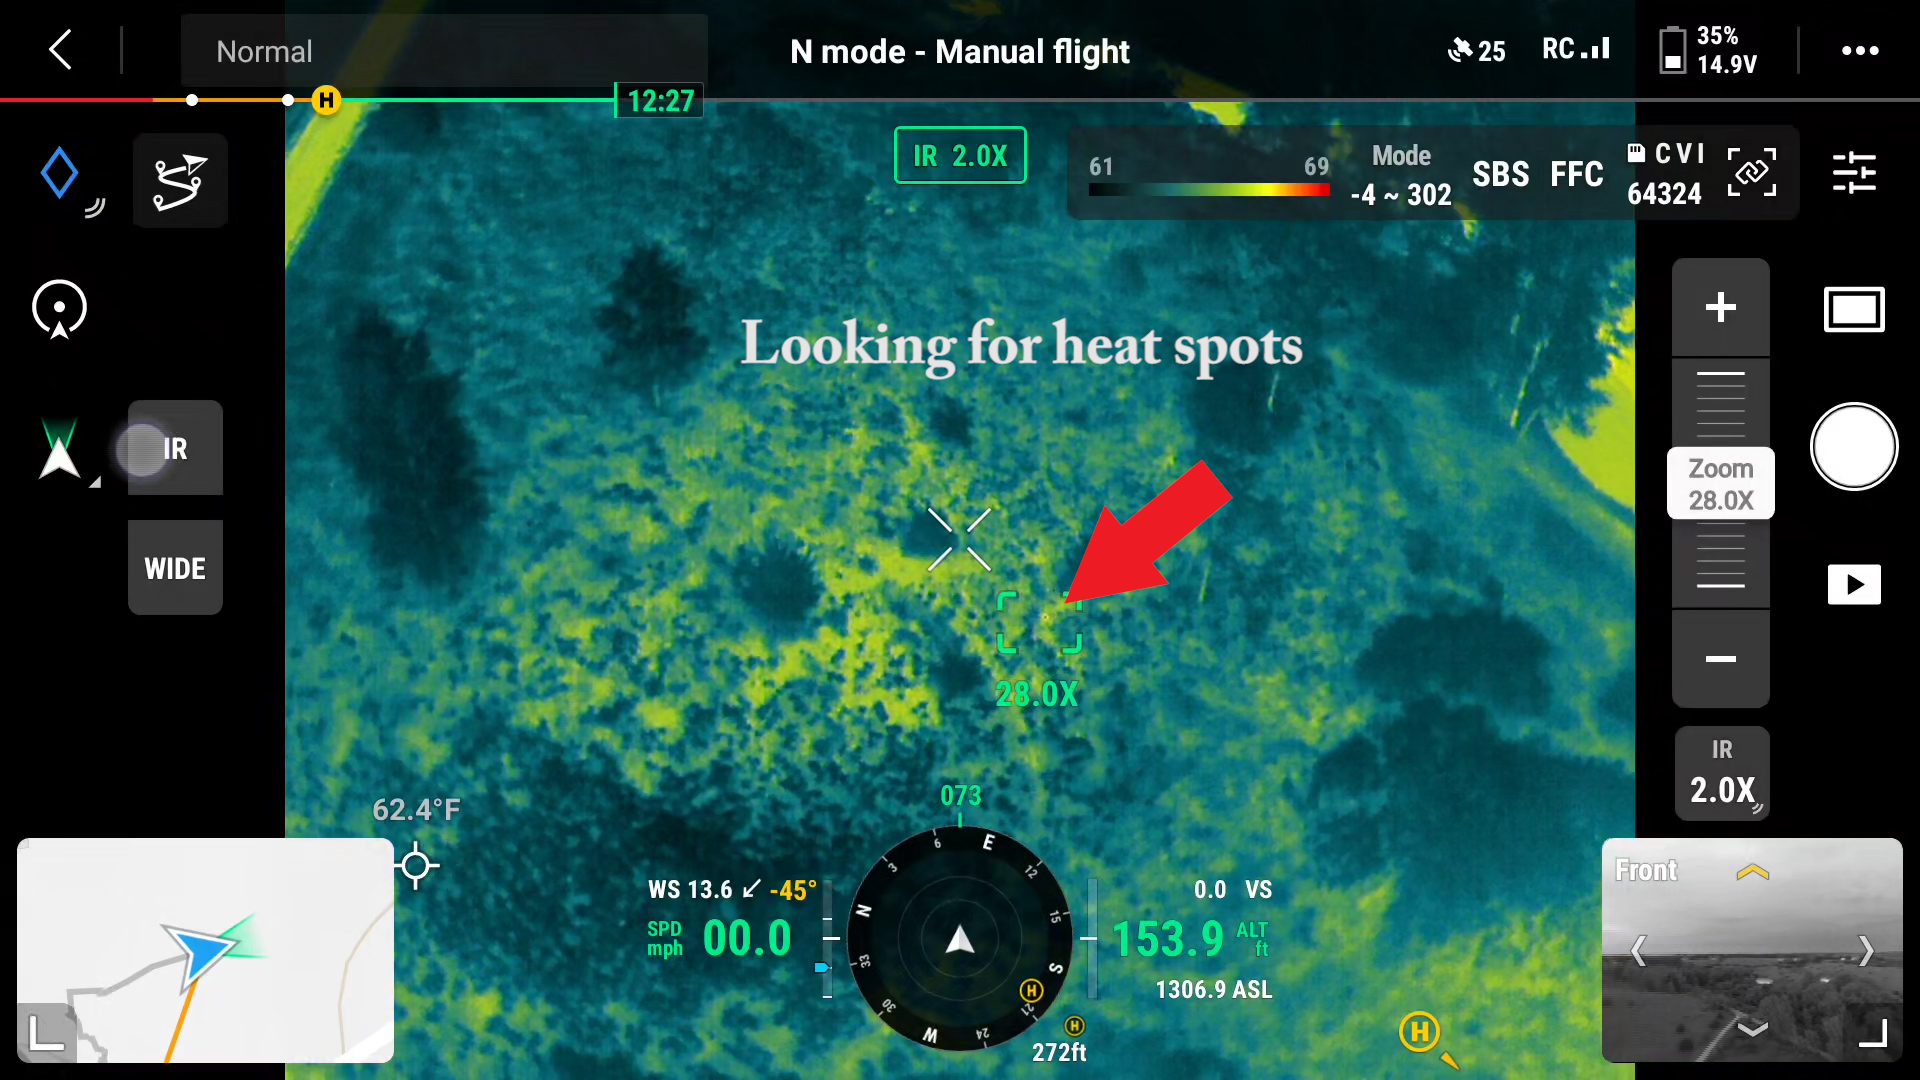 Normal
N mode - Manual flight
25
RC
35%
14.9V
H
12:27
IR 2.0X
61
69
Mode
-4 ~ 302
SBS
FFC
C V I
64324
Looking for heat spots
IR
WIDE
+
Zoom
28.0X
28.0X
IR
2.0X
62.4°F
073
WS 13.6
-45°
SPD
mph
00.0
N
3
6
E
12
15
S
21
24
W
30
33
H
H
272ft
0.0 VS
153.9
ALT
ft
1306.9 ASL
H
Front